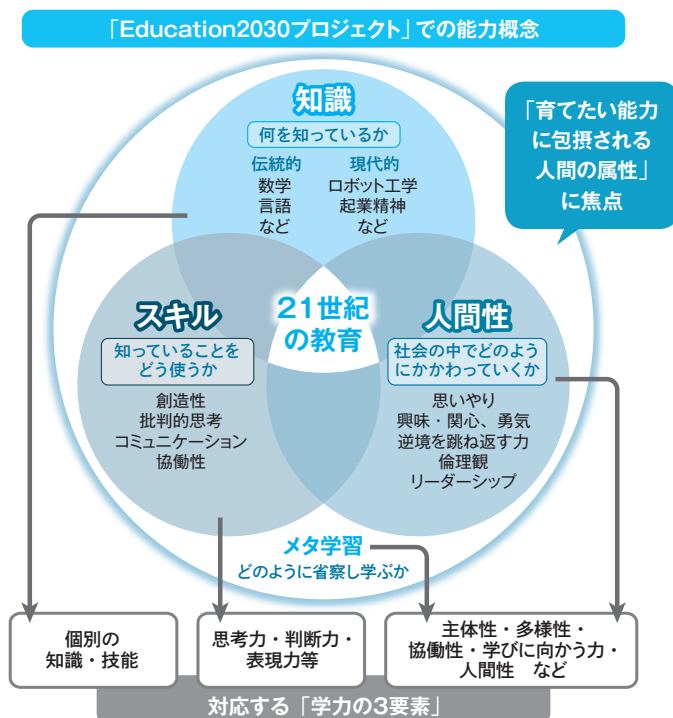 「Education2030プロジェクト」での能力概念
知識
何を知っているか
伝統的
数学
言語
など
現代的
ロボット工学
起業精神
など
「育てたい能力
に包摂される
人間の属性」
に焦点
スキル
知っていることを
どう使うか
創造性
批判的思考
コミュニケーション
協働性
21世紀
の教育
人間性
社会の中でどのよう
にかかわっていくか
思いやり
興味・関心、勇気
逆境を跳ね返す力
倫理観
リーダーシップ
メタ学習
どのように省察し学ぶか
個別の
知識・技能
思考力・判断力・
表現力等
主体性・多様性・
協働性・学びに向かう力・
人間性　など
対応する「学力の3要素」